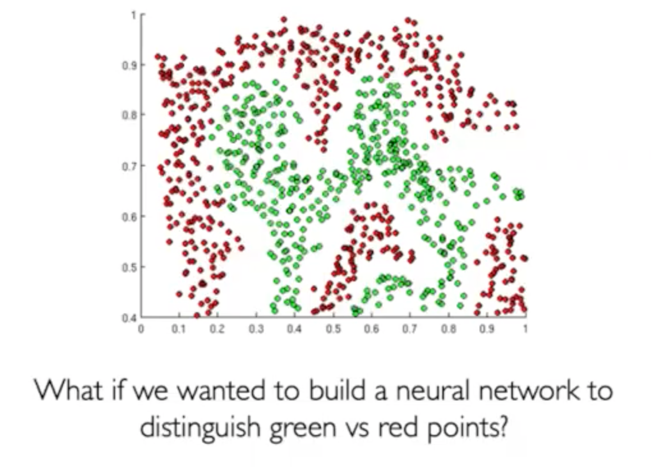 1
0.9
0.8
0.7
0.6
0.5
0.4
0 0.1 0.2 0.3 0.4 0.5 0.6 0.7 0.8 0.9 1
What if we wanted to build a neural network to
distinguish green vs red points?